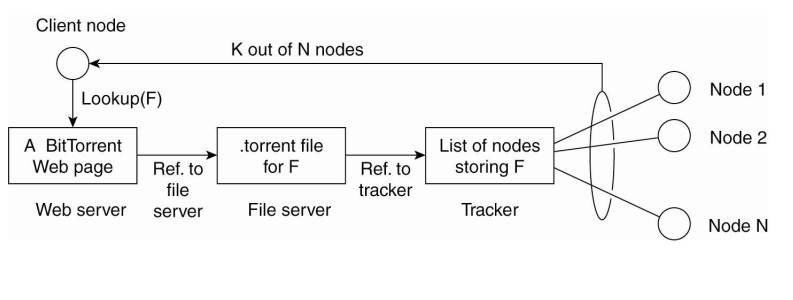 Client node
K out of N nodes
Lookup(F)
A BitTorrent
Web page
Ref. to
file
server
.torrent file
for F
Ref. to
tracker
List of nodes
storing F
Web server
File server
Tracker
Node 1
Node 2
Node N